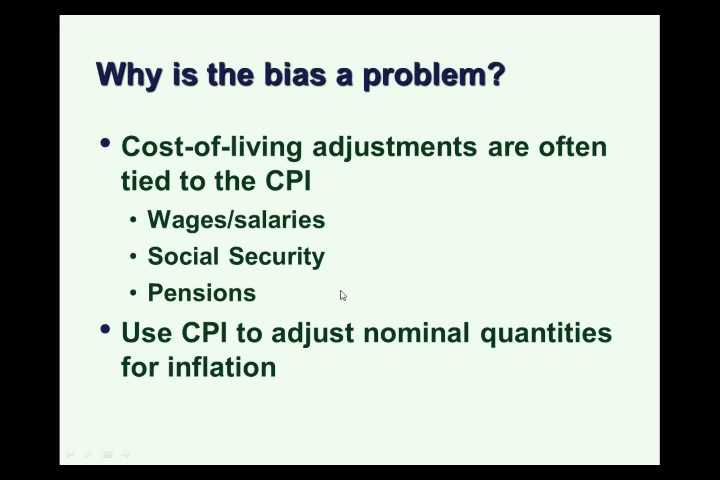 Why is the bias a problem?
• Cost-of-living adjustments are often
tied to the CPI
• Wages/salaries
• Social Security
• Pensions
• Use CPI to adjust nominal quantities
for inflation